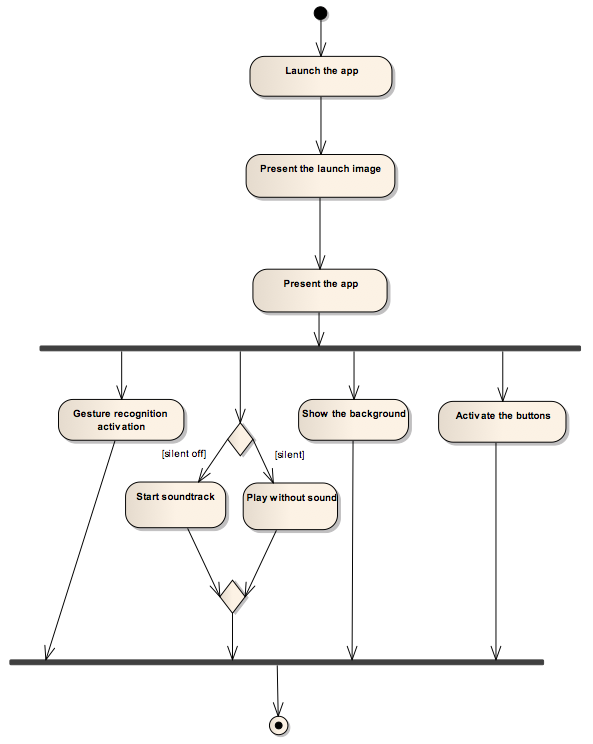 Launch the app
Present the launch image
Present the app
Gesture recognition
activation
Show the background
Activate the buttons
[silent off]
[silent]
Start soundtrack
Play without sound